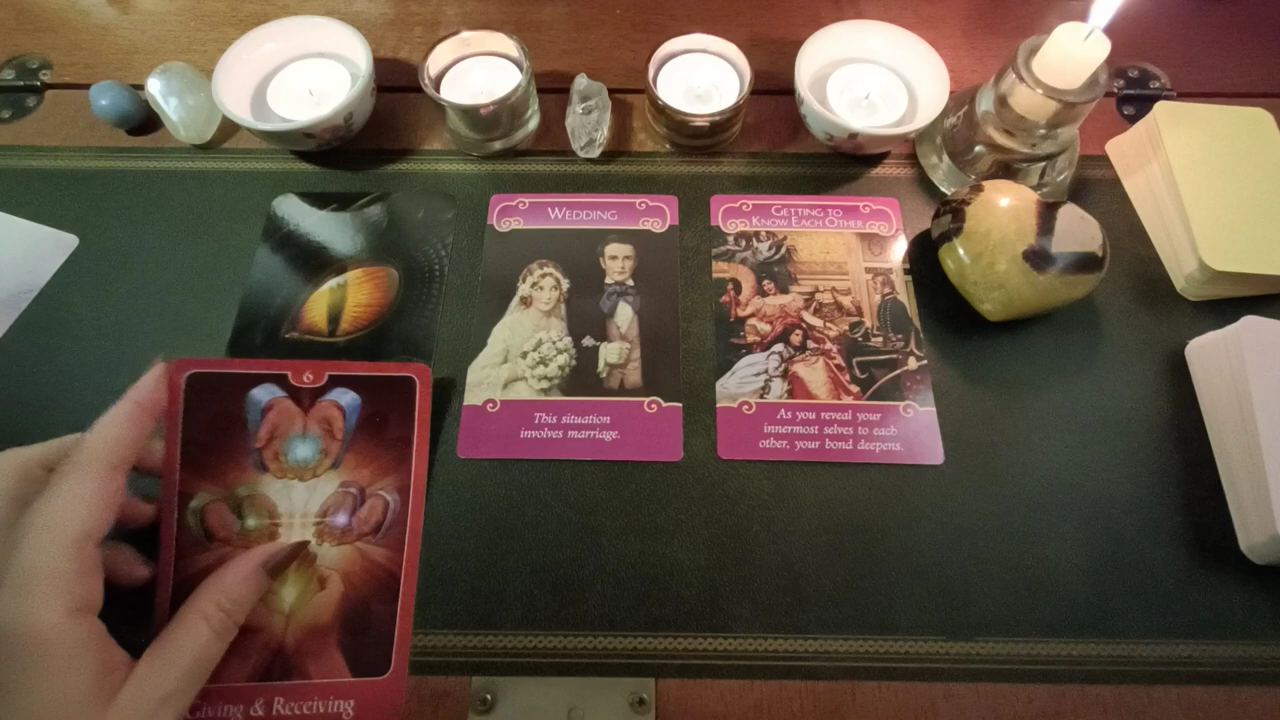 WEDDING
This situation
involves marriage.
GETTING TO
KNOW EACH OTHER
As you reveal your
innermost selves to each
other, your bond deepens.
6
Giving & Receiving